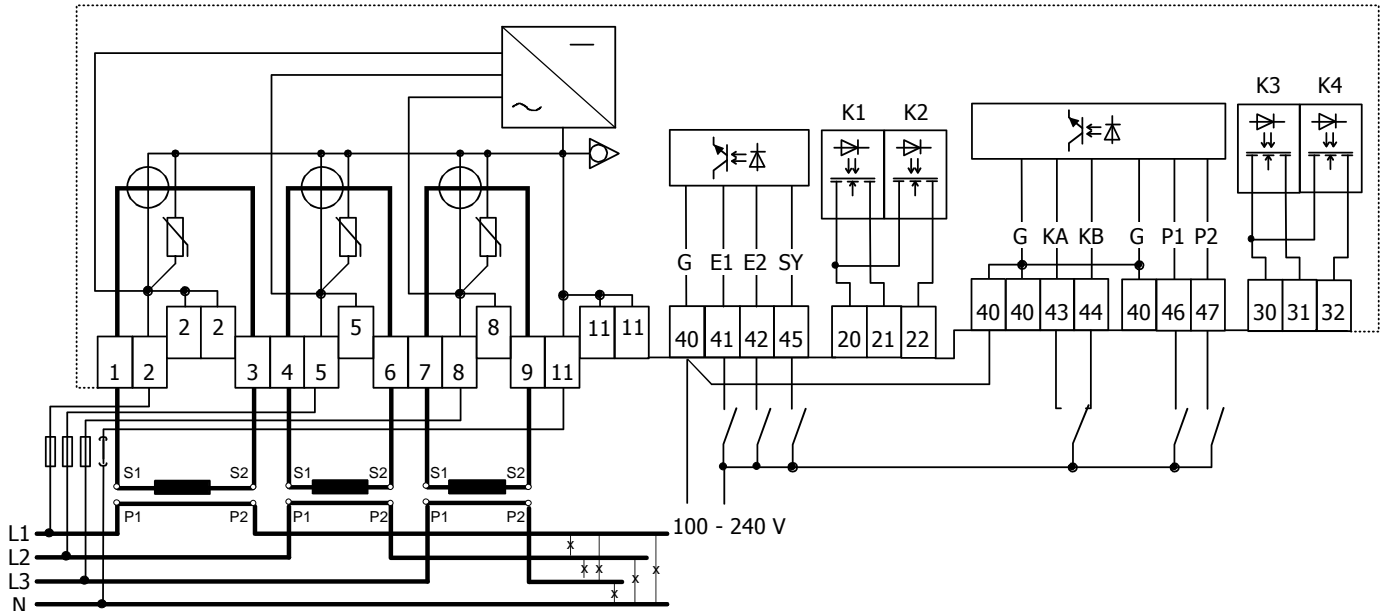 K3 K4
K1 K2
G E1 E2 SY
G KA KB G P1 P2
2 2 5 8 11 11
40 41 42 45
20 21 22
40 40 43 44 40 46 47
30 31 32
1 2 3 4 5 6 7 8 9 11
S1 S2 S1 S2 S1 S2
P1 P2 P1 P2 P1 P2
100 - 240 V
L1
L2
L3
N
x x x x x x